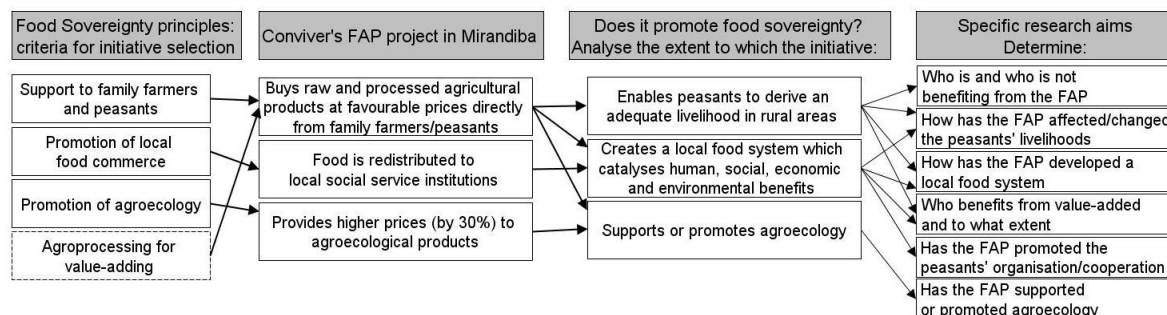 Food Sovereignty principles:
criteria for initiative selection
Support to family farmers
and peasants
Promotion of local
food commerce
Promotion of agroecology
Agroprocessing for
value-adding
Conviver's FAP project in Mirandiba
Buys raw and processed agricultural
products at favourable prices directly
from family farmers/peasants
Food is redistributed to
local social service institutions
Provides higher prices (by 30%) to
agroecological products
Does it promote food sovereignty?
Analyse the extent to which the initiative:
Enables peasants to derive an
adequate livelihood in rural areas
Creates a local food system which
catalyses human, social, economic
and environmental benefits
Supports or promotes agroecology
Specific research aims
Determine:
Who is and who is not
benefiting from the FAP
How has the FAP affected/changed
the peasants' livelihoods
How has the FAP developed a
local food system
Who benefits from value-added
and to what extent
Has the FAP promoted the
peasants' organisation/cooperation
Has the FAP supported
or promoted agroecology